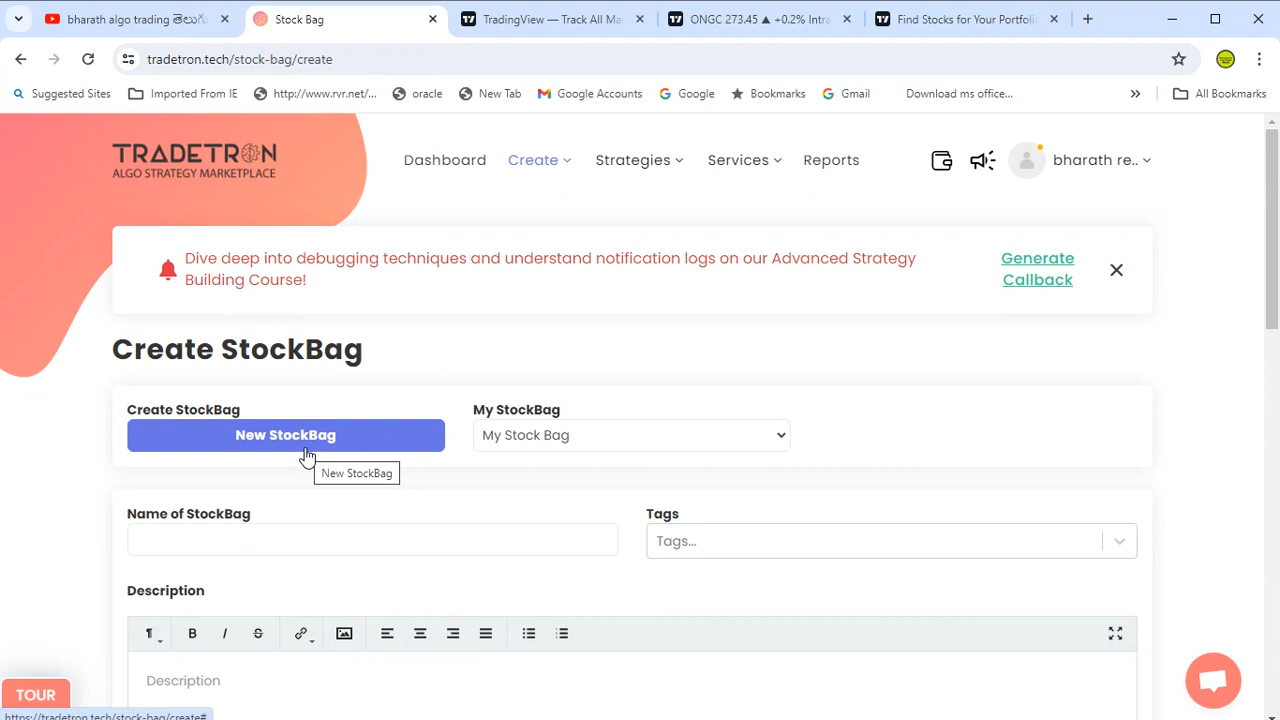 bharath algo trading తెలుగు
Stock Bag
TradingView — Track All Ma
ONGC 273.45 ▲ +0.2% Intra
Find Stocks for Your Portfoli
tradetron.tech/stock-bag/create
Suggested Sites
Imported From IE
http://www.rvr.net/...
oracle
New Tab
Google Accounts
Google
Bookmarks
Gmail
Download ms office...
All Bookmarks
TRADETRON
ALGO STRATEGY MARKETPLACE
Dashboard
Create
Strategies
Services
Reports
bharath re..
Dive deep into debugging techniques and understand notification logs on our Advanced Strategy
Building Course!
Generate
Callback
Create StockBag
Create StockBag
My StockBag
New StockBag
My Stock Bag
New StockBag
Name of StockBag
Tags
Tags...
Description
B I S
Description
TOUR
https://tradetron.tech/stock-bag/create#